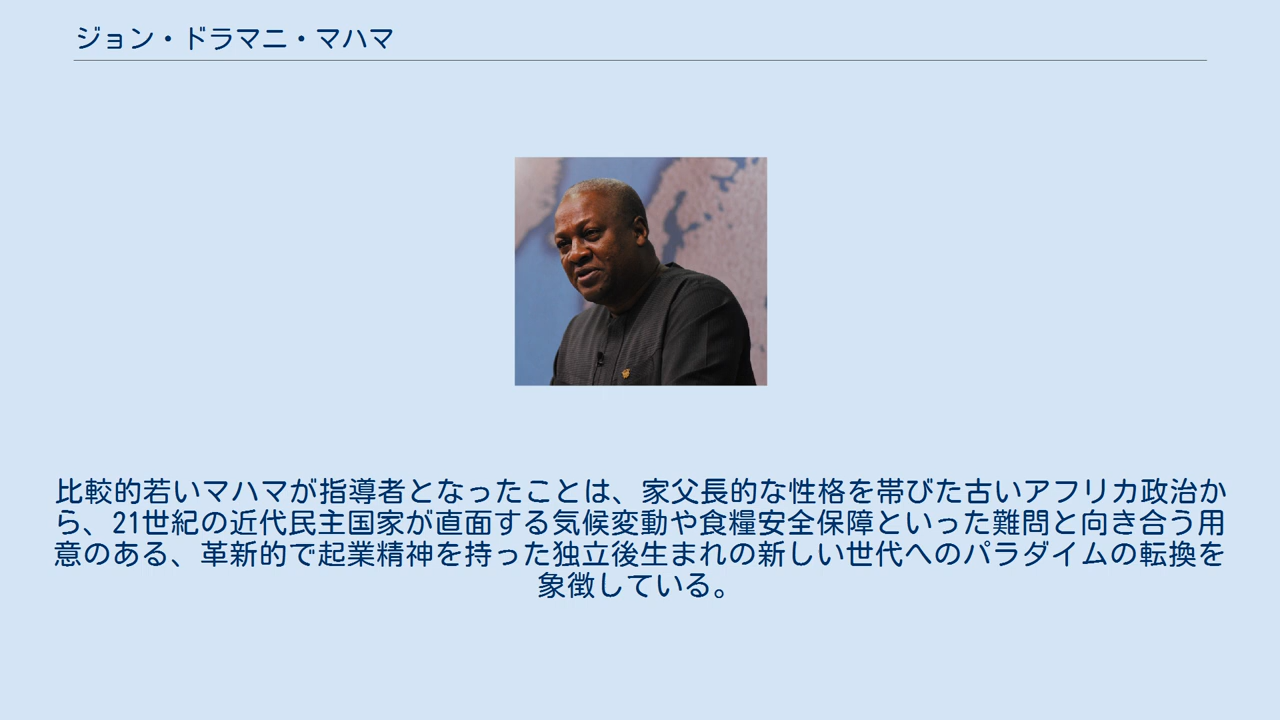 ジョン・ドラマニ・マハマ
比較的若いマハマが指導者となったことは、家父長的な性格を帯びた古いアフリカ政治か
ら、21世紀の近代民主国家が直面する気候変動や食糧安全保障といった難問と向き合う用
意のある、革新的で起業精神を持った独立後生まれの新しい世代へのパラダイムの転換を
象徴している。